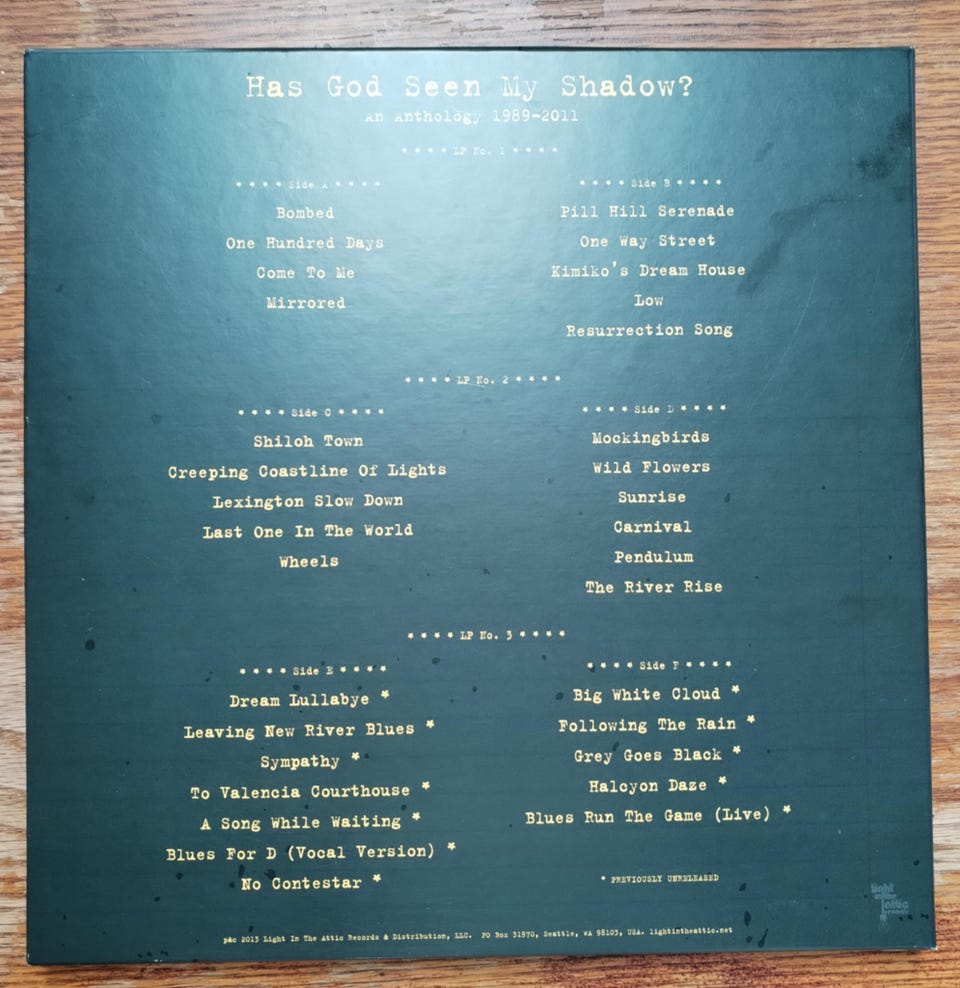 Has God Seen My Shadow?
An Anthology 1989-2011
* * * * LP No. 1 * * * *
* * * * Side A * * * *
Bombed
One Hundred Days
Come To Me
Mirrored
* * * * Side B * * * *
Pill Hill Serenade
One Way Street
Kimiko's Dream House
Low
Resurrection Song
* * * * LP No. 2 * * * *
* * * * Side C * * * *
Shiloh Town
Creeping Coastline Of Lights
Lexington Slow Down
Last One In The World
Wheels
* * * * Side D * * * *
Mockingbirds
Wild Flowers
Sunrise
Carnival
Pendulum
The River Rise
* * * * LP No. 3 * * * *
* * * * Side E * * * *
Dream Lullabye *
Leaving New River Blues *
Sympathy *
To Valencia Courthouse *
A Song While Waiting *
Blues For D (Vocal Version) *
No Contestar *
* * * * Side F * * * *
Big White Cloud *
Following The Rain *
Grey Goes Black *
Halcyon Daze *
Blues Run The Game (Live) *
* PREVIOUSLY UNRELEASED
light
in the
attic
records
p&c 2013 Light In The Attic Records & Distribution, LLC. PO Box 31970, Seattle, WA 98103, USA. lightintheattic.net